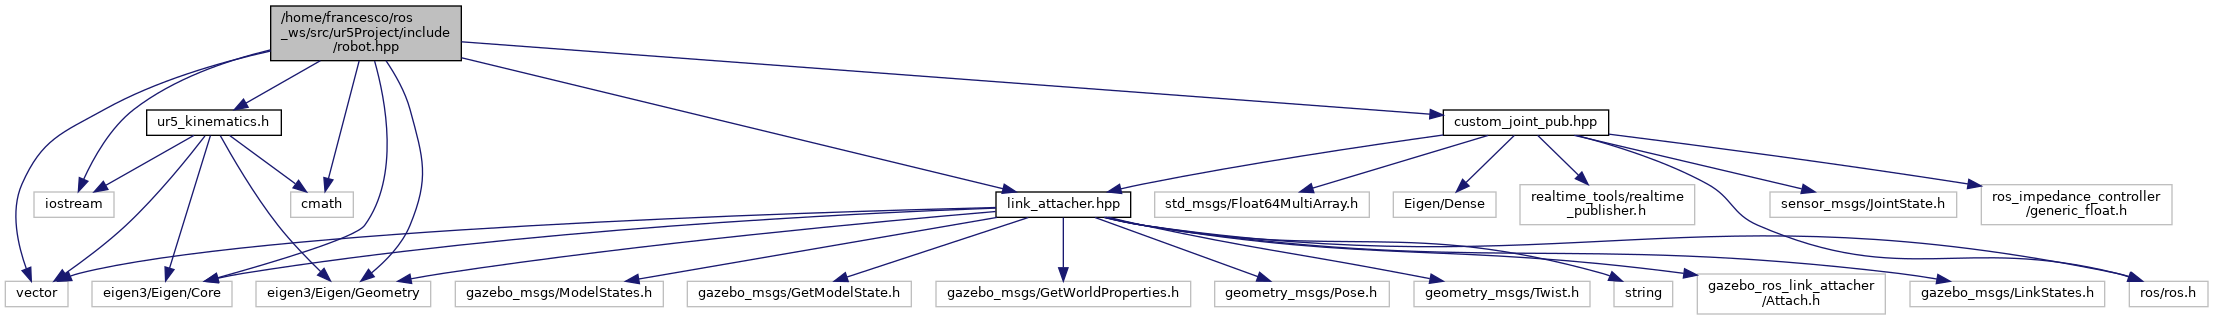 /home/francesco/ros
_ws/src/ur5Project/include
/robot.hpp
ur5_kinematics.h
custom_joint_pub.hpp
iostream
cmath
link_attacher.hpp
std_msgs/Float64MultiArray.h
Eigen/Dense
realtime_tools/realtime
_publisher.h
sensor_msgs/JointState.h
ros_impedance_controller
/generic_float.h
vector
eigen3/Eigen/Core
eigen3/Eigen/Geometry
gazebo_msgs/ModelStates.h
gazebo_msgs/GetModelState.h
gazebo_msgs/GetWorldProperties.h
geometry_msgs/Pose.h
geometry_msgs/Twist.h
string
gazebo_ros_link_attacher
/Attach.h
gazebo_msgs/LinkStates.h
ros/ros.h